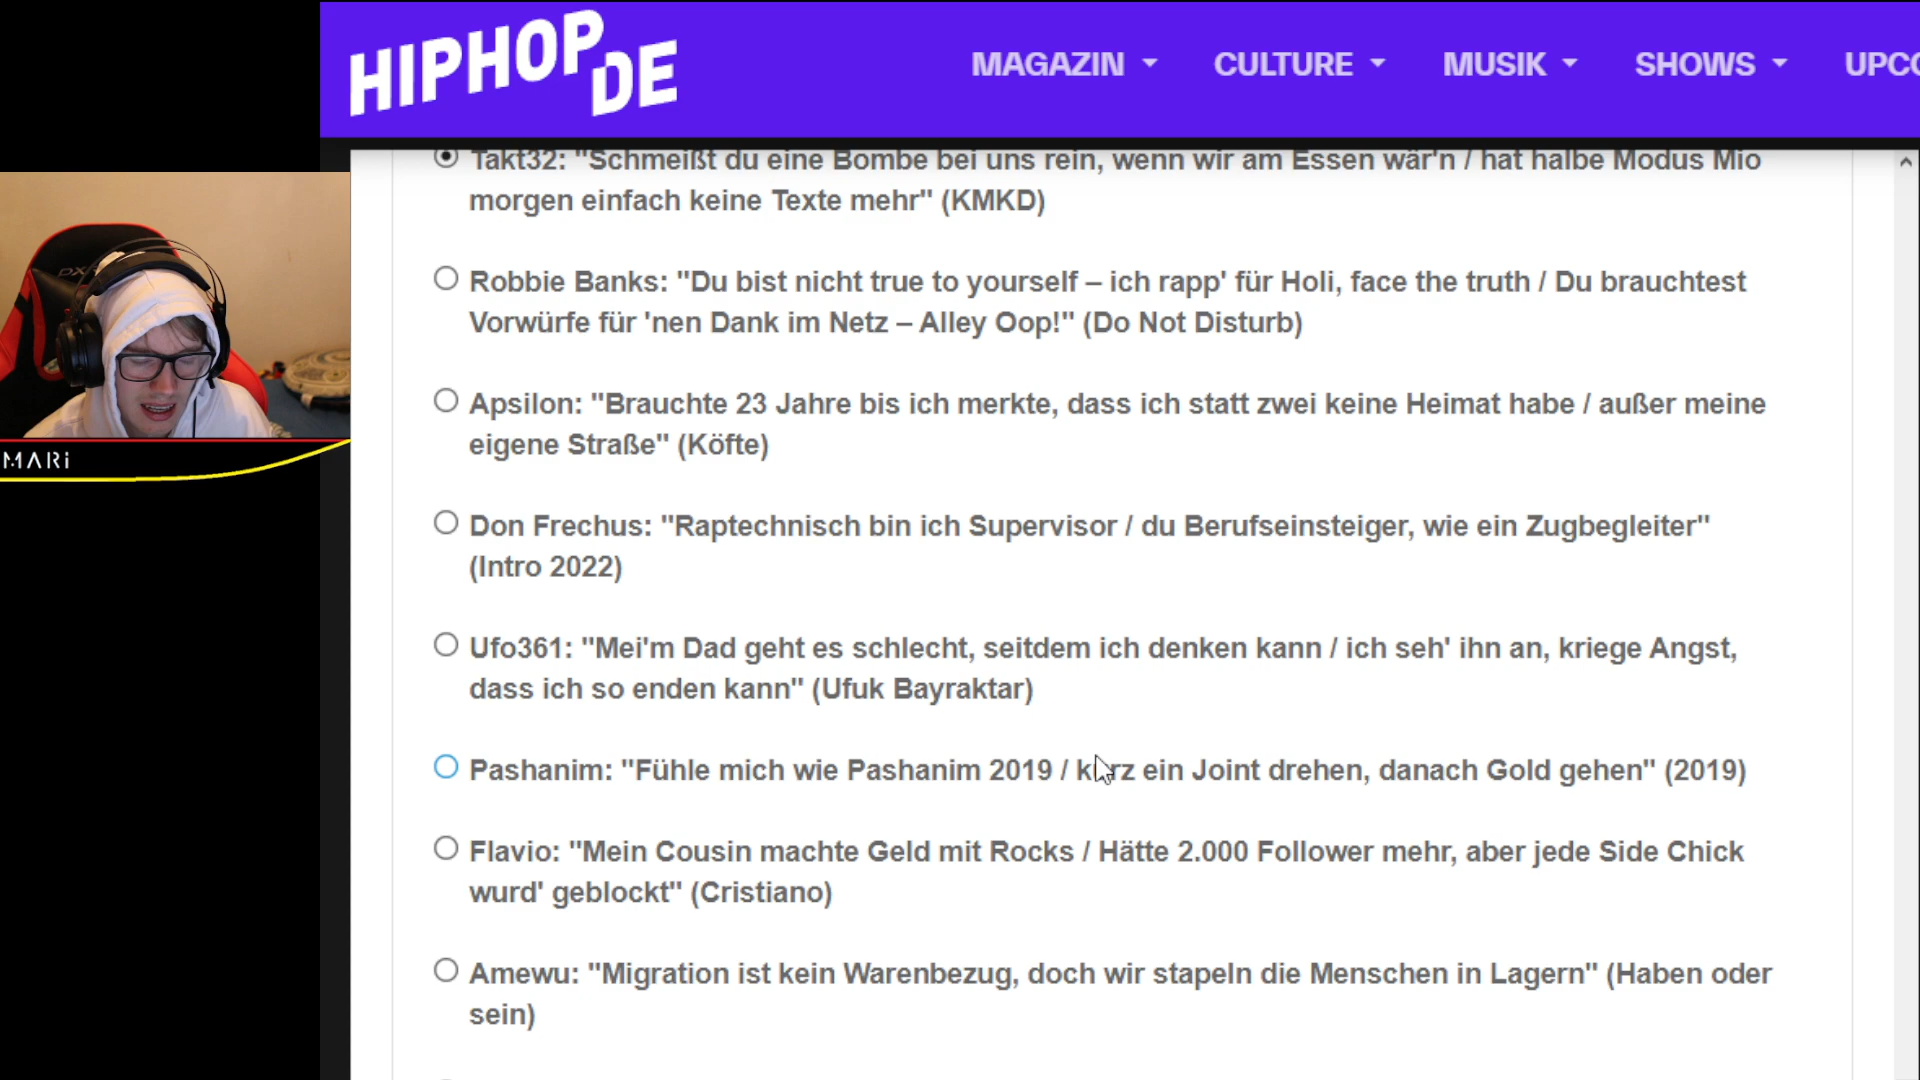 HIPHOP.DE
MAGAZIN
CULTURE
MUSIK
SHOWS
UPCO
Takt32: "Schmeißt du eine Bombe bei uns rein, wenn wir am Essen wär'n / hat halbe Modus Mio
morgen einfach keine Texte mehr" (KMKD)
Robbie Banks: "Du bist nicht true to yourself – ich rapp' für Holi, face the truth / Du brauchtest
Vorwürfe für 'nen Dank im Netz – Alley Oop!" (Do Not Disturb)
Apsilon: "Brauchte 23 Jahre bis ich merkte, dass ich statt zwei keine Heimat habe / außer meine
eigene Straße" (Köfte)
Don Frechus: "Raptechnisch bin ich Supervisor / du Berufseinsteiger, wie ein Zugbegleiter"
(Intro 2022)
Ufo361: "Mei'm Dad geht es schlecht, seitdem ich denken kann / ich seh' ihn an, kriege Angst,
dass ich so enden kann" (Ufuk Bayraktar)
Pashanim: "Fühle mich wie Pashanim 2019 / kurz ein Joint drehen, danach Gold gehen" (2019)
Flavio: "Mein Cousin machte Geld mit Rocks / Hätte 2.000 Follower mehr, aber jede Side Chick
wurd' geblockt" (Cristiano)
Amewu: "Migration ist kein Warenbezug, doch wir stapeln die Menschen in Lagern" (Haben oder
sein)
MARi